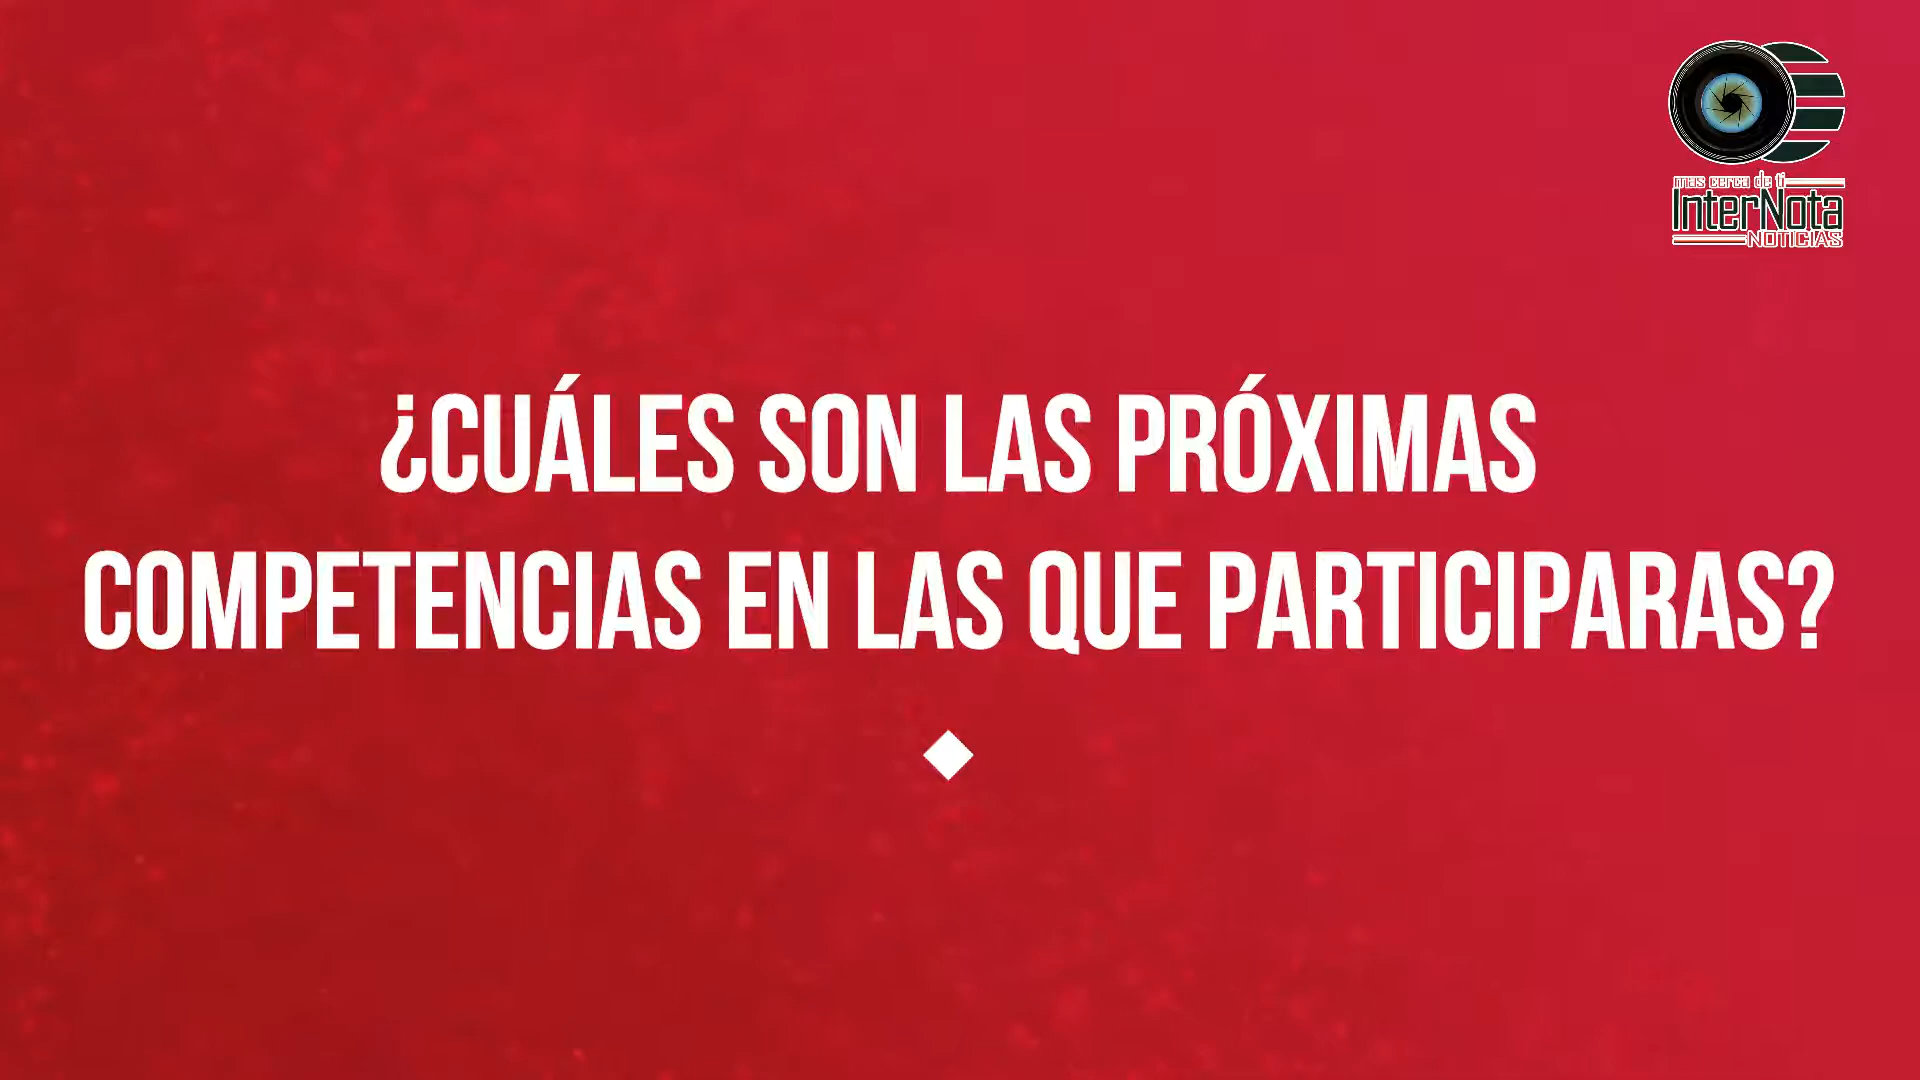 mas cerca de ti
InterNota
NOTICIAS
¿CUÁLES SON LAS PRÓXIMAS
COMPETENCIAS EN LAS QUE PARTICIPARAS?